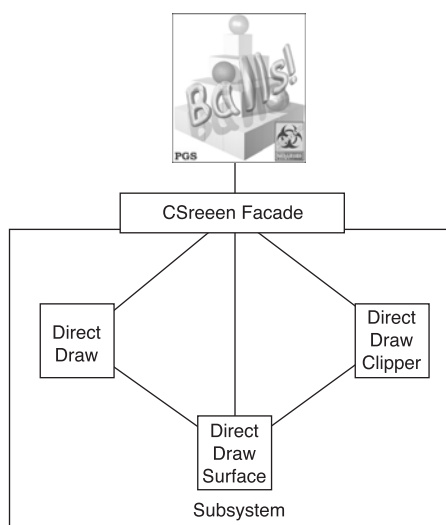 Balls!
PGS
CSreeen Facade
Direct
Draw
Direct
Draw
Clipper
Direct
Draw
Surface
Subsystem